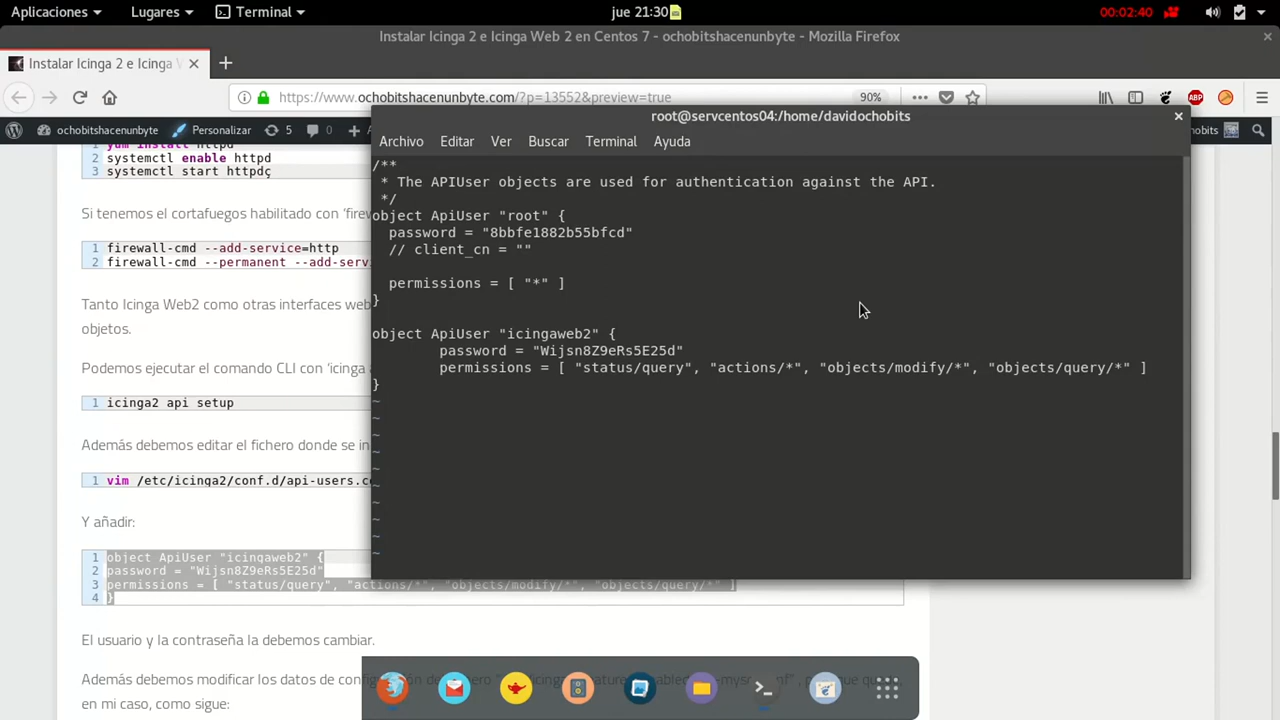 Aplicaciones
Lugares
Terminal
jue 21:30
00:02:40
Instalar Icinga 2 e Icinga Web 2 en Centos 7 - ochobitshacenunbyte - Mozilla Firefox
Instalar Icinga 2 e Icinga W
https://www.ochobitshacenunbyte.com/?p=13552&preview=true
90%
ABP
ochobitshacenunbyte
Personalizar
5
0
hobits
root@servcentos04:/home/davidochobits
Archivo Editar Ver Buscar Terminal Ayuda
/**
* The APIUser objects are used for authentication against the API.
*/
object ApiUser "root" {
password = "8bbfe1882b55bfcd"
// client_cn = ""
permissions = [ "*" ]
}
object ApiUser "icingaweb2" {
password = "Wijsn8Z9eRs5E25d"
permissions = [ "status/query", "actions/*", "objects/modify/*", "objects/query/*" ]
}
~
~
~
~
~
~
~
~
~
~
1 yum install httpd
2 systemctl enable httpd
3 systemctl start httpdç
Si tenemos el cortafuegos habilitado con ‘firew
1 firewall-cmd --add-service=http
2 firewall-cmd --permanent --add-serv
Tanto Icinga Web2 como otras interfaces web
objetos.
Podemos ejecutar el comando CLI con ‘icinga
1 icinga2 api setup
Además debemos editar el fichero donde se in
1 vim /etc/icinga2/conf.d/api-users.co
Y añadir:
1 object ApiUser "icingaweb2" {
2 password = "Wijsn8Z9eRs5E25d"
3 permissions = [ "status/query", "actions/*", "objects/modify/*", "objects/query/*" ]
4 }
El usuario y la contraseña la debemos cambiar.
Además debemos modificar los datos de
en mi caso, como sigue: